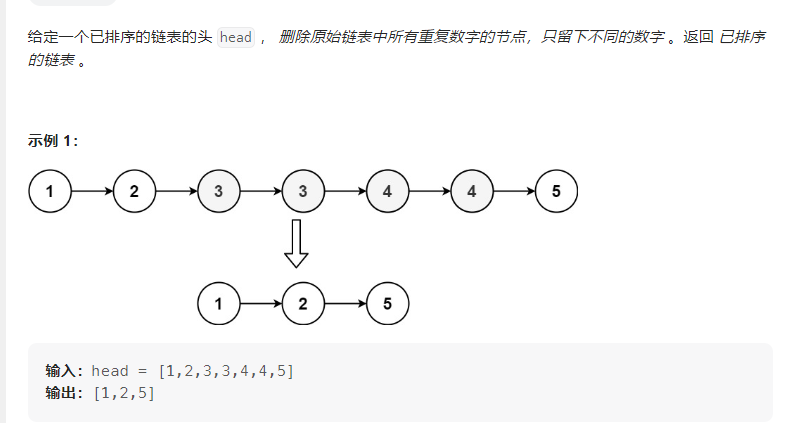 给定一个已排序的链表的头 head ， 删除原始链表中所有重复数字的节点，只留下不同的数字 。返回 已排序
的链表 。
示例 1：
1 2 3 3 4 4 5
1 2 5
输入：head = [1,2,3,3,4,4,5]
输出：[1,2,5]